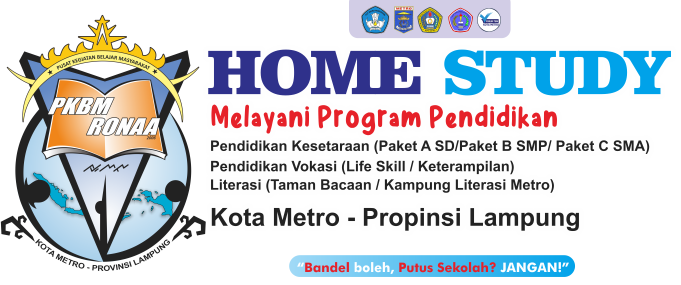 METRO
PUSAT KEGIATAN BELAJAR MASYARAKAT
PKBM
RONAA
KOTA METRO - PROVINSI LAMPUNG
HOME STUDY
Melayani Program Pendidikan
Pendidikan Kesetaraan (Paket A SD/Paket B SMP/ Paket C SMA)
Pendidikan Vokasi (Life Skill / Keterampilan)
Literasi (Taman Bacaan / Kampung Literasi Metro)
Kota Metro - Propinsi Lampung
“Bandel boleh, Putus Sekolah? JANGAN!”